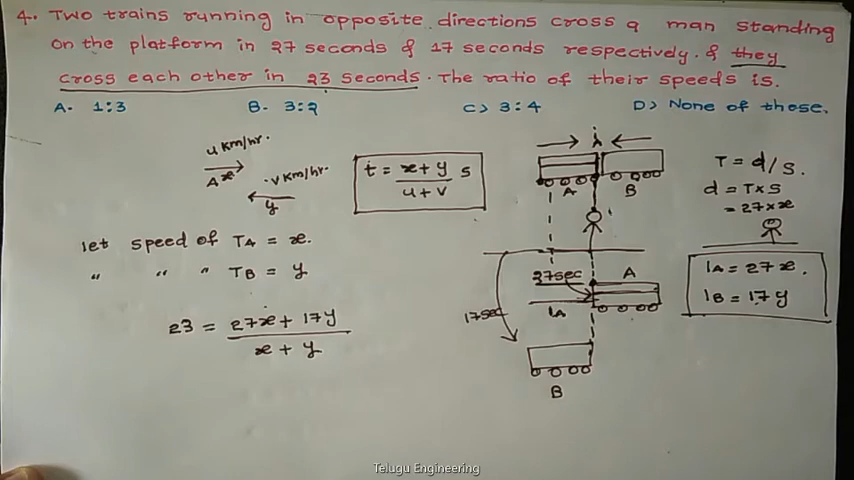 4. Two trains running in opposite directions cross a man standing
on the platform in 27 seconds & 17 seconds respectively. & they
cross each other in 23 seconds. The ratio of their speeds is.
A. 1:3 B. 3:2 C) 3:4 D) None of these.
u km/hr.
A x
v km/hr.
y
t = x+y / u+v s
A B
T = d/s.
d = T×s
= 27×x
let speed of TA = x.
" " " TB = y
23 = 27x + 17y / x + y
27sec A
lA
17sec
B
lA = 27x.
lB = 17y
Telugu Engineering